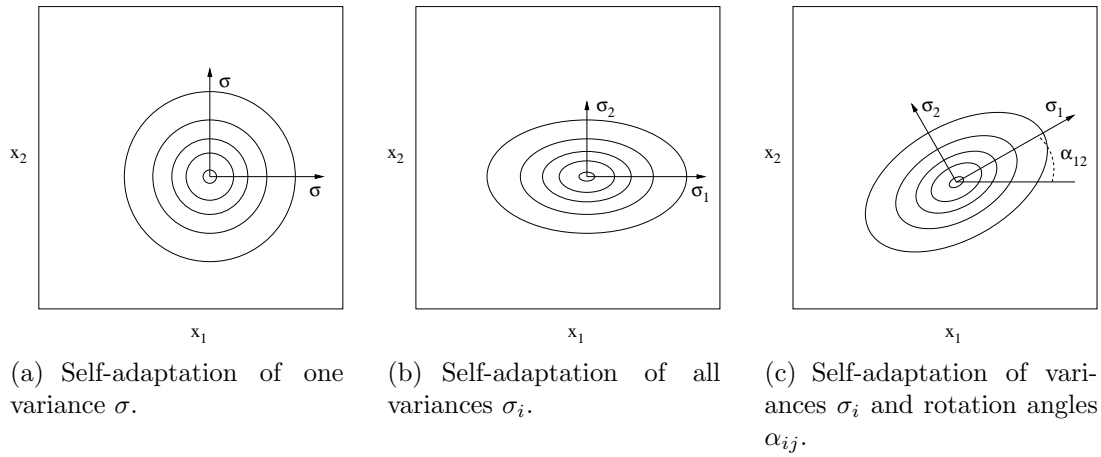 σ
x₂
σ
x₁
(a) Self-adaptation of one
variance σ.
σ₂
x₂
σ₁
x₁
(b) Self-adaptation of all
variances σᵢ.
σ₂
σ₁
α₁₂
x₂
x₁
(c) Self-adaptation of vari-
ances σᵢ and rotation angles
αᵢⱼ.